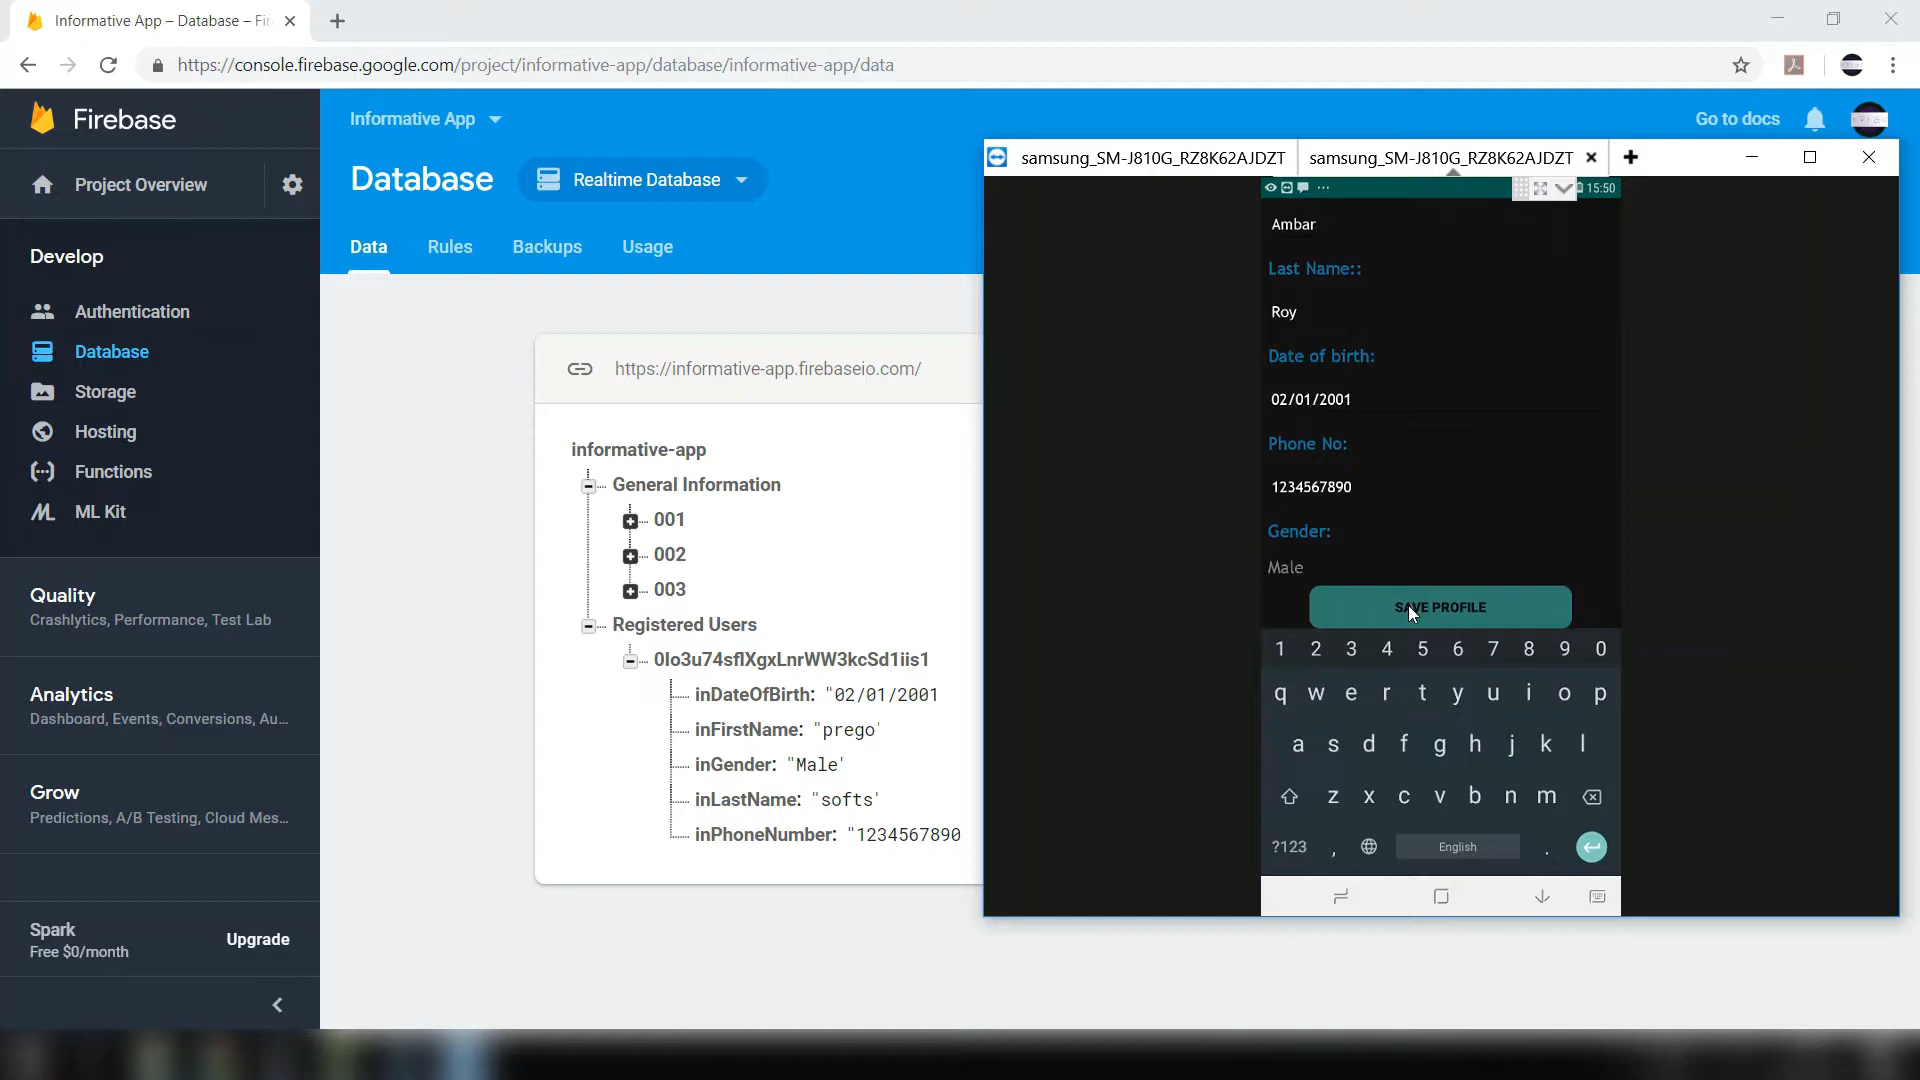 Informative App – Database – Fir
https://console.firebase.google.com/project/informative-app/database/informative-app/data
Firebase
Project Overview
Develop
Authentication
Database
Storage
Hosting
Functions
ML Kit
Quality
Crashlytics, Performance, Test Lab
Analytics
Dashboard, Events, Conversions, Au...
Grow
Predictions, A/B Testing, Cloud Mes...
Spark
Free $0/month
Upgrade
Informative App
Go to docs
Database
Realtime Database
Data Rules Backups Usage
https://informative-app.firebaseio.com/
informative-app
General Information
001
002
003
Registered Users
0Io3u74sflXgxLnrWW3kcSd1iis1
inDateOfBirth: "02/01/2001
inFirstName: "prego'
inGender: "Male'
inLastName: "softs'
inPhoneNumber: "1234567890
samsung_SM-J810G_RZ8K62AJDZT
samsung_SM-J810G_RZ8K62AJDZT
15:50
Ambar
Last Name::
Roy
Date of birth:
02/01/2001
Phone No:
1234567890
Gender:
Male
SAVE PROFILE
1 2 3 4 5 6 7 8 9 0
q w e r t y u i o p
a s d f g h j k l
z x c v b n m
?123 , English .